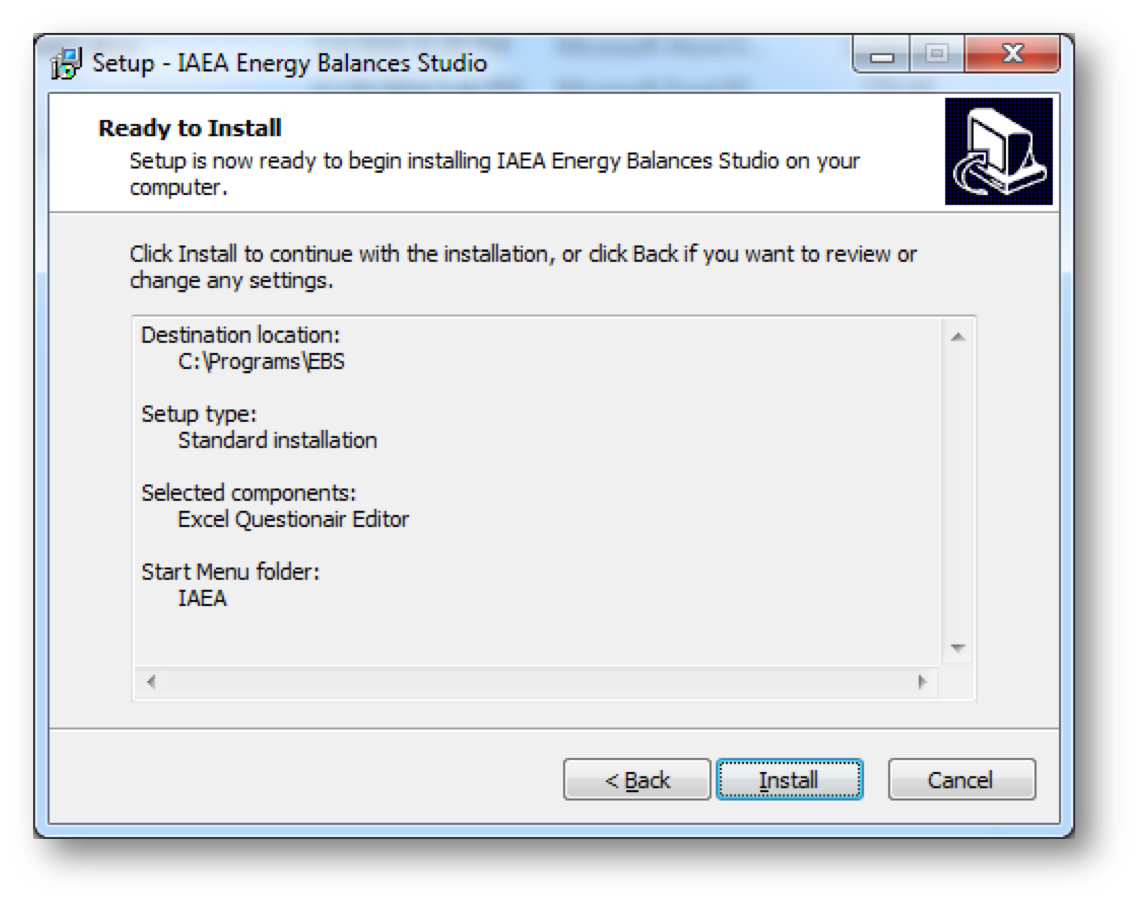 Setup - IAEA Energy Balances Studio
Ready to Install
Setup is now ready to begin installing IAEA Energy Balances Studio on your
computer.
Click Install to continue with the installation, or click Back if you want to review or
change any settings.
Destination location:
C:\Programs\EBS
Setup type:
Standard installation
Selected components:
Excel Questionair Editor
Start Menu folder:
IAEA
< Back
Install
Cancel